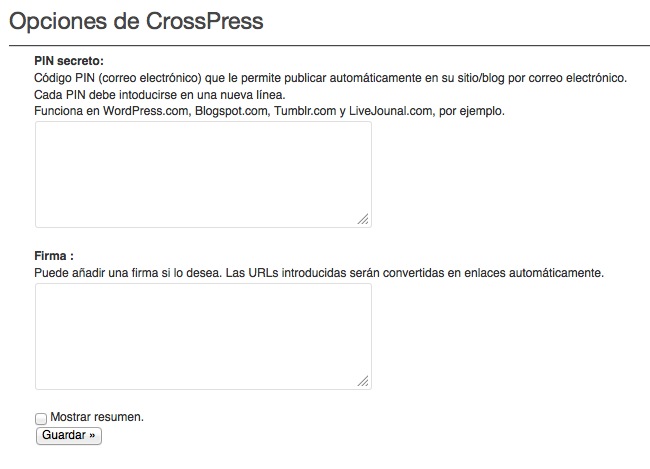 Opciones de CrossPress
PIN secreto:
Código PIN (correo electrónico) que le permite publicar automáticamente en su sitio/blog por correo electrónico.
Cada PIN debe intoducirse en una nueva línea.
Funciona en WordPress.com, Blogspot.com, Tumblr.com y LiveJounal.com, por ejemplo.
Firma :
Puede añadir una firma si lo desea. Las URLs introducidas serán convertidas en enlaces automáticamente.
Mostrar resumen.
Guardar »